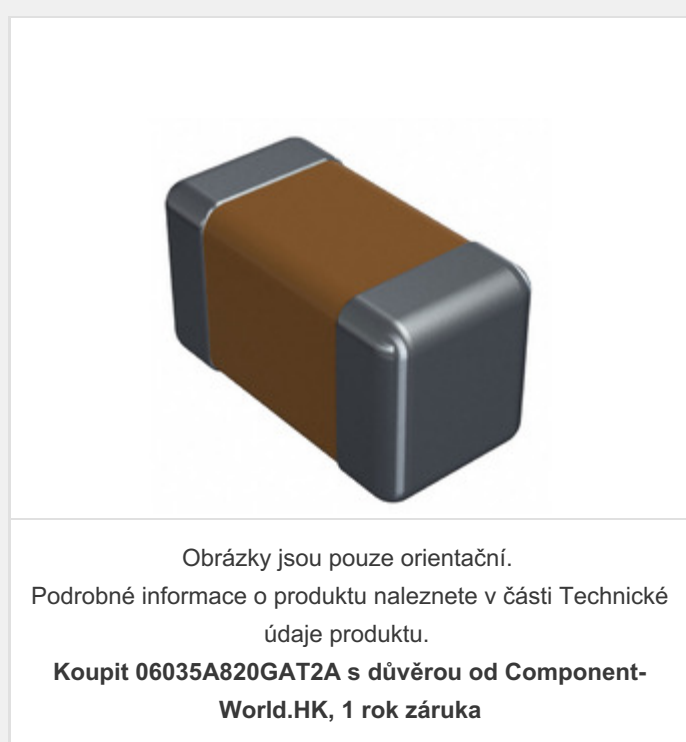 Obrázky jsou pouze orientační.
Podrobné informace o produktu naleznete v části Technické
údaje produktu.
Koupit 06035A820GAT2A s důvěrou od Component-
World.HK, 1 rok záruka